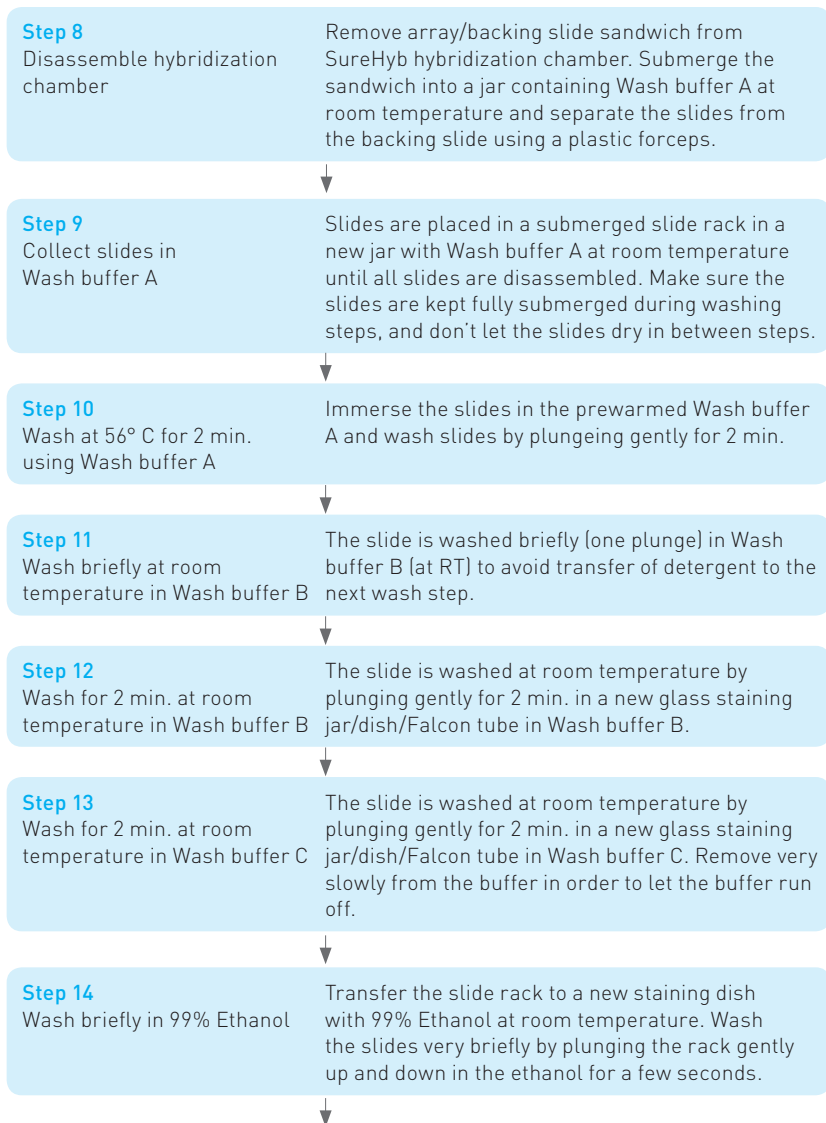 Step 8
Disassemble hybridization
chamber
Remove array/backing slide sandwich from
SureHyb hybridization chamber. Submerge the
sandwich into a jar containing Wash buffer A at
room temperature and separate the slides from
the backing slide using a plastic forceps.
Step 9
Collect slides in
Wash buffer A
Slides are placed in a submerged slide rack in a
new jar with Wash buffer A at room temperature
until all slides are disassembled. Make sure the
slides are kept fully submerged during washing
steps, and don't let the slides dry in between steps.
Step 10
Wash at 56° C for 2 min.
using Wash buffer A
Immerse the slides in the prewarmed Wash buffer
A and wash slides by plungeing gently for 2 min.
Step 11
Wash briefly at room
temperature in Wash buffer B
The slide is washed briefly (one plunge) in Wash
buffer B (at RT) to avoid transfer of detergent to the
next wash step.
Step 12
Wash for 2 min. at room
temperature in Wash buffer B
The slide is washed at room temperature by
plunging gently for 2 min. in a new glass staining
jar/dish/Falcon tube in Wash buffer B.
Step 13
Wash for 2 min. at room
temperature in Wash buffer C
The slide is washed at room temperature by
plunging gently for 2 min. in a new glass staining
jar/dish/Falcon tube in Wash buffer C. Remove very
slowly from the buffer in order to let the buffer run
off.
Step 14
Wash briefly in 99% Ethanol
Transfer the slide rack to a new staining dish
with 99% Ethanol at room temperature. Wash
the slides very briefly by plunging the rack gently
up and down in the ethanol for a few seconds.